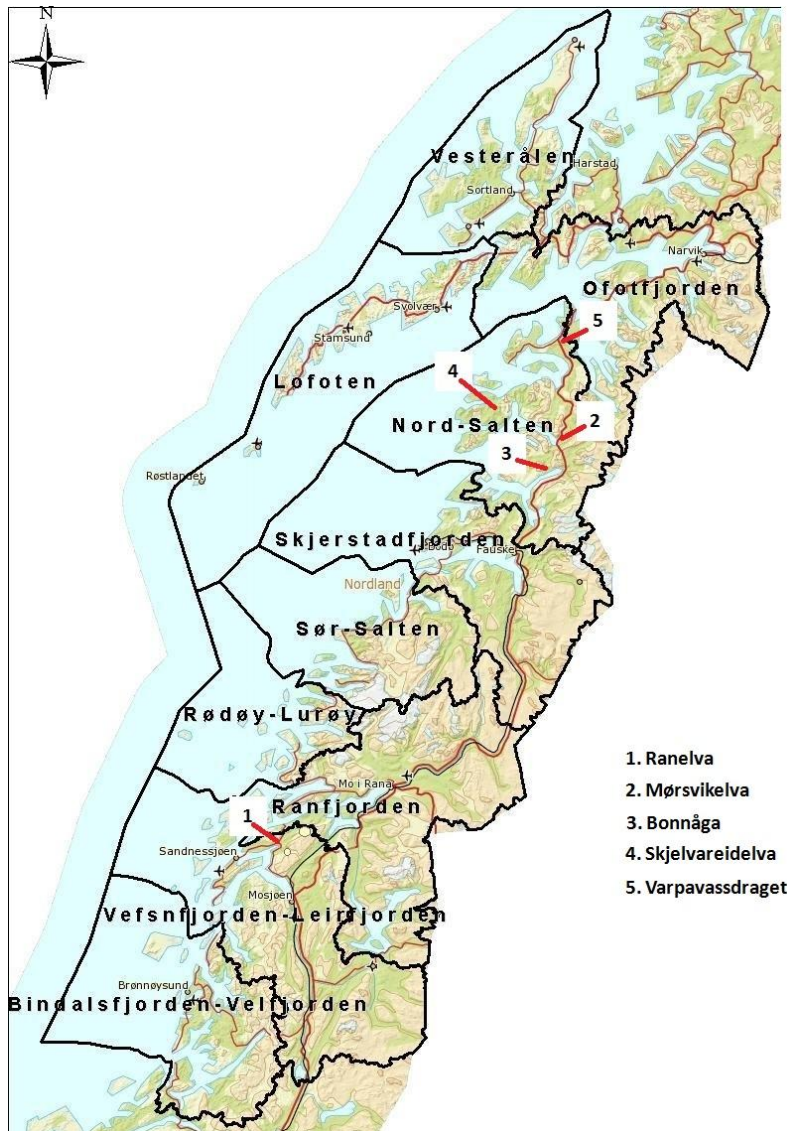 N
Vesterålen
Harstad
Sortland
Narvik
Ofotfjorden
Svolvær
5
Stamsund
4
Lofoten
Nord-Salten
2
3
Røstlandet
Skjerstadfjorden
Bodø
Fauske
Nordland
Sør-Salten
Rødøy-Lurøy
1. Ranelva
Mo i Rana
2. Mørsvikelva
Ranfjorden
1
3. Bonnåga
Sandnessjøen
4. Skjelvareidelva
5. Varpavassdraget
Mosjøen
Vefsnfjorden-Leirfjorden
Brønnøysund
Bindalsfjorden-Velfjorden